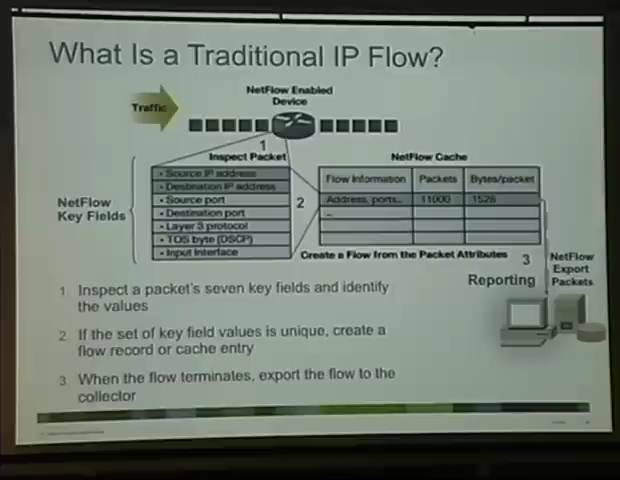 What Is a Traditional IP Flow?
NetFlow Enabled
Device
Traffic
1
Inspect Packet
NetFlow Cache
NetFlow
Key Fields
• Source IP address
• Destination IP address
• Source port
• Destination port
• Layer 3 protocol
• TOS byte (DSCP)
• Input Interface
2
Flow Information Packets Bytes/packet
Address, ports... 11000 1528
...
Create a Flow from the Packet Attributes
3
Reporting
NetFlow
Export
Packets
1 Inspect a packet's seven key fields and identify
the values
2 If the set of key field values is unique, create a
flow record or cache entry
3 When the flow terminates, export the flow to the
collector